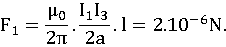 F₁ = μ₀/2π . I₁I₃/2a . l = 2.10⁻⁶N.